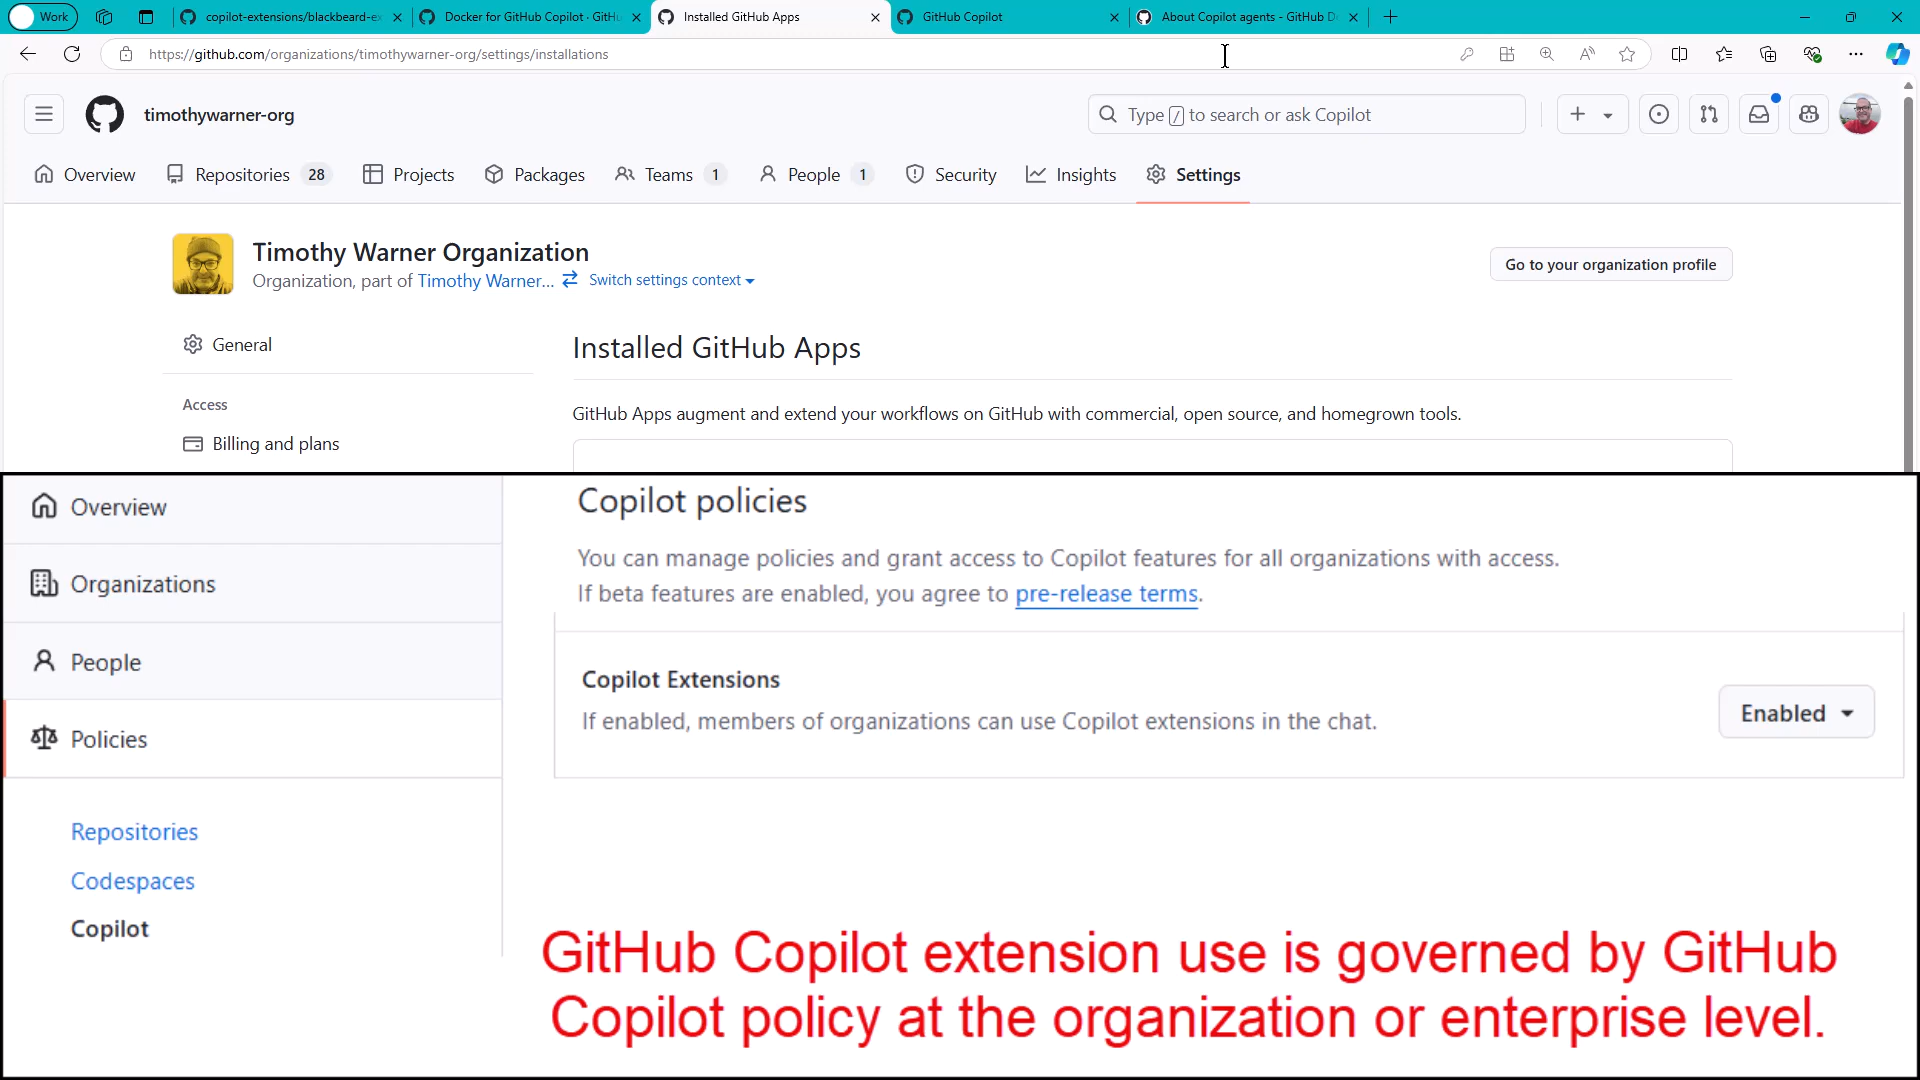 Work
copilot-extensions/blackbeard-ex
Docker for GitHub Copilot · GitHu
Installed GitHub Apps
GitHub Copilot
About Copilot agents - GitHub D
https://github.com/organizations/timothywarner-org/settings/installations
timothywarner-org
Type / to search or ask Copilot
Overview
Repositories 28
Projects
Packages
Teams 1
People 1
Security
Insights
Settings
Timothy Warner Organization
Organization, part of Timothy Warner... Switch settings context
Go to your organization profile
General
Access
Billing and plans
Installed GitHub Apps
GitHub Apps augment and extend your workflows on GitHub with commercial, open source, and homegrown tools.
Overview
Organizations
People
Policies
Repositories
Codespaces
Copilot
Copilot policies
You can manage policies and grant access to Copilot features for all organizations with access.
If beta features are enabled, you agree to pre-release terms.
Copilot Extensions
If enabled, members of organizations can use Copilot extensions in the chat.
Enabled
GitHub Copilot extension use is governed by GitHub
Copilot policy at the organization or enterprise level.